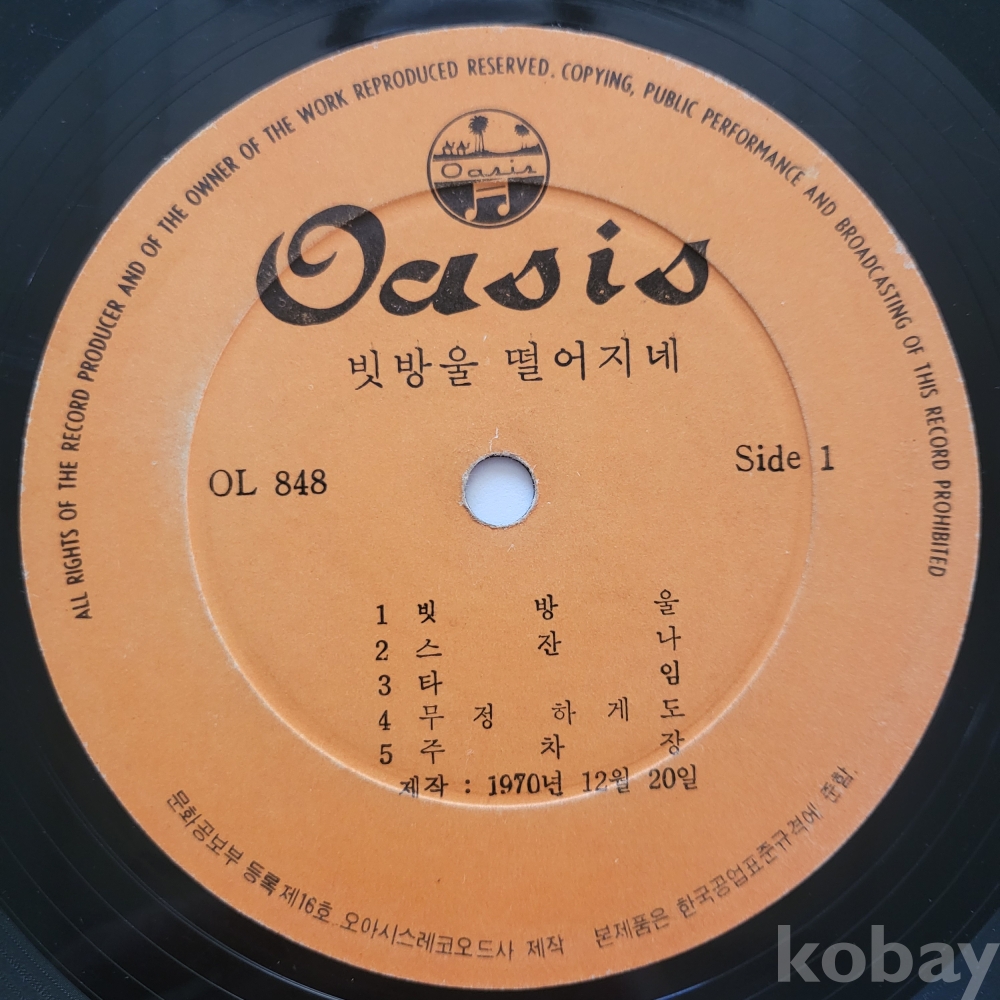 ALL RIGHTS OF THE RECORD PRODUCER AND OF THE OWNER OF THE WORK REPRODUCED RESERVED. COPYING, PUBLIC PERFORMANCE AND BROADCASTING OF THIS RECORD PROHIBITED
Oasis
Oasis
빗방울 떨어지네
OL 848
Side 1
1 빗방울
2 스잔나
3 타임
4 무정 하게도
5 주차장
제작 : 1970년 12월 20일
문화공보부 등록 제16호 오아시스레코오드사 제작 본제품은 한국공업표준규격에 준함.
kobay